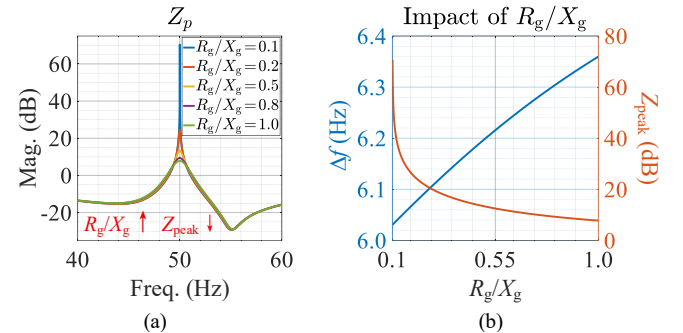 Z_p
Mag. (dB)
60
40
20
0
-20
R_g/X_g=0.1
R_g/X_g=0.2
R_g/X_g=0.5
R_g/X_g=0.8
R_g/X_g=1.0
R_g/X_g ↑ Z_peak ↓
40 50 60
Freq. (Hz)
(a)
Impact of R_g/X_g
Δf (Hz)
6.4
6.3
6.2
6.1
6.0
80
60
40
20
0
Z_peak (dB)
0.1 0.55 1.0
R_g/X_g
(b)